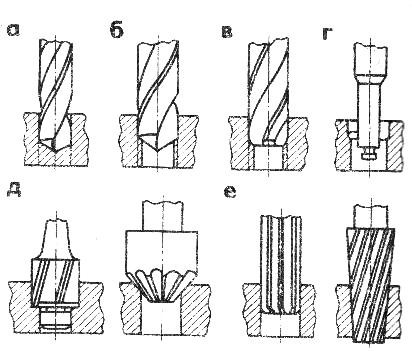 а б в г
д е